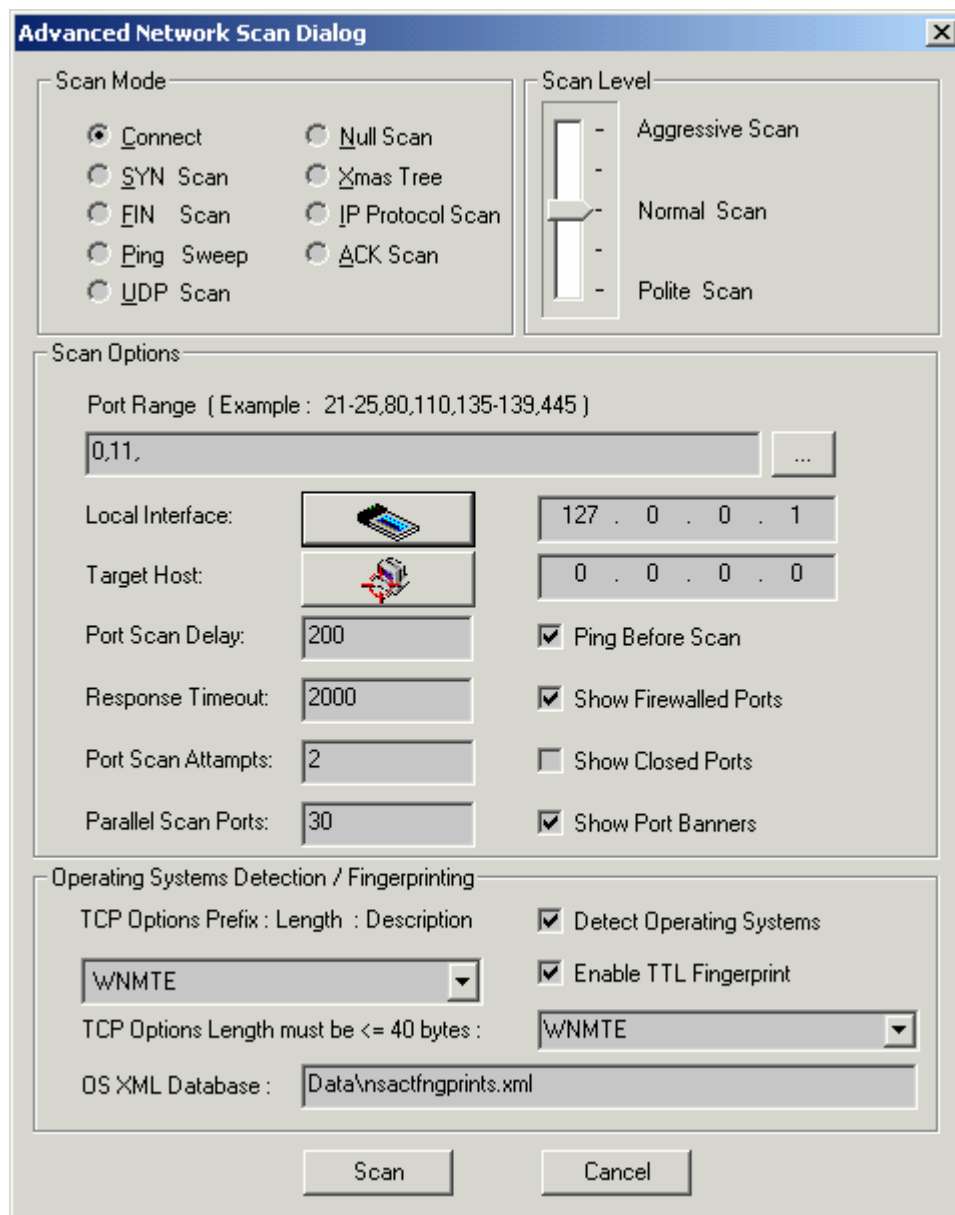 Advanced Network Scan Dialog
Scan Mode
Connect
SYN Scan
FIN Scan
Ping Sweep
UDP Scan
Null Scan
Xmas Tree
IP Protocol Scan
ACK Scan
Scan Level
Aggressive Scan
Normal Scan
Polite Scan
Scan Options
Port Range ( Example : 21-25,80,110,135-139,445 )
0,11,
...
Local Interface:
127 . 0 . 0 . 1
Target Host:
0 . 0 . 0 . 0
Port Scan Delay:
200
Ping Before Scan
Response Timeout:
2000
Show Firewalled Ports
Port Scan Attampts:
2
Show Closed Ports
Parallel Scan Ports:
30
Show Port Banners
Operating Systems Detection / Fingerprinting
TCP Options Prefix : Length : Description
Detect Operating Systems
WNMTE
Enable TTL Fingerprint
TCP Options Length must be <= 40 bytes :
WNMTE
OS XML Database :
Data\nsactfngprints.xml
Scan
Cancel